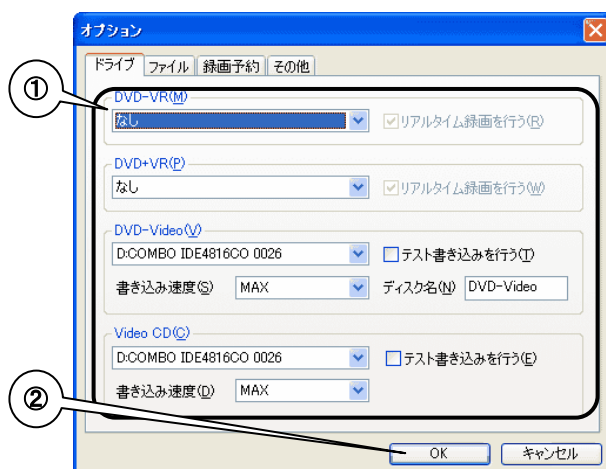 オプション
ドライブ ファイル 録画予約 その他
①
DVD-VR(M)
なし リアルタイム録画を行う(R)
DVD+VR(P)
なし リアルタイム録画を行う(W)
DVD-Video(V)
D:COMBO IDE4816CO 0026 テスト書き込みを行う(T)
書き込み速度(S) MAX ディスク名(N) DVD-Video
Video CD(C)
D:COMBO IDE4816CO 0026 テスト書き込みを行う(E)
書き込み速度(D) MAX
②
OK キャンセル